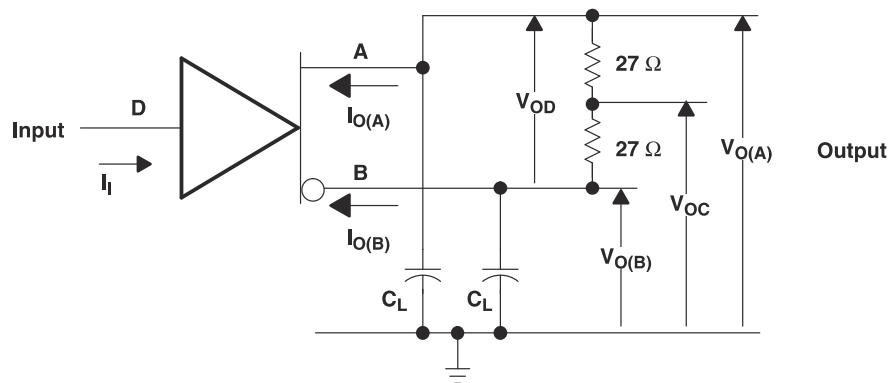 A
27 Ω
D
I_O(A)
V_OD
Input
27 Ω
V_O(A)
Output
B
I_I
V_OC
I_O(B)
V_O(B)
C_L
C_L